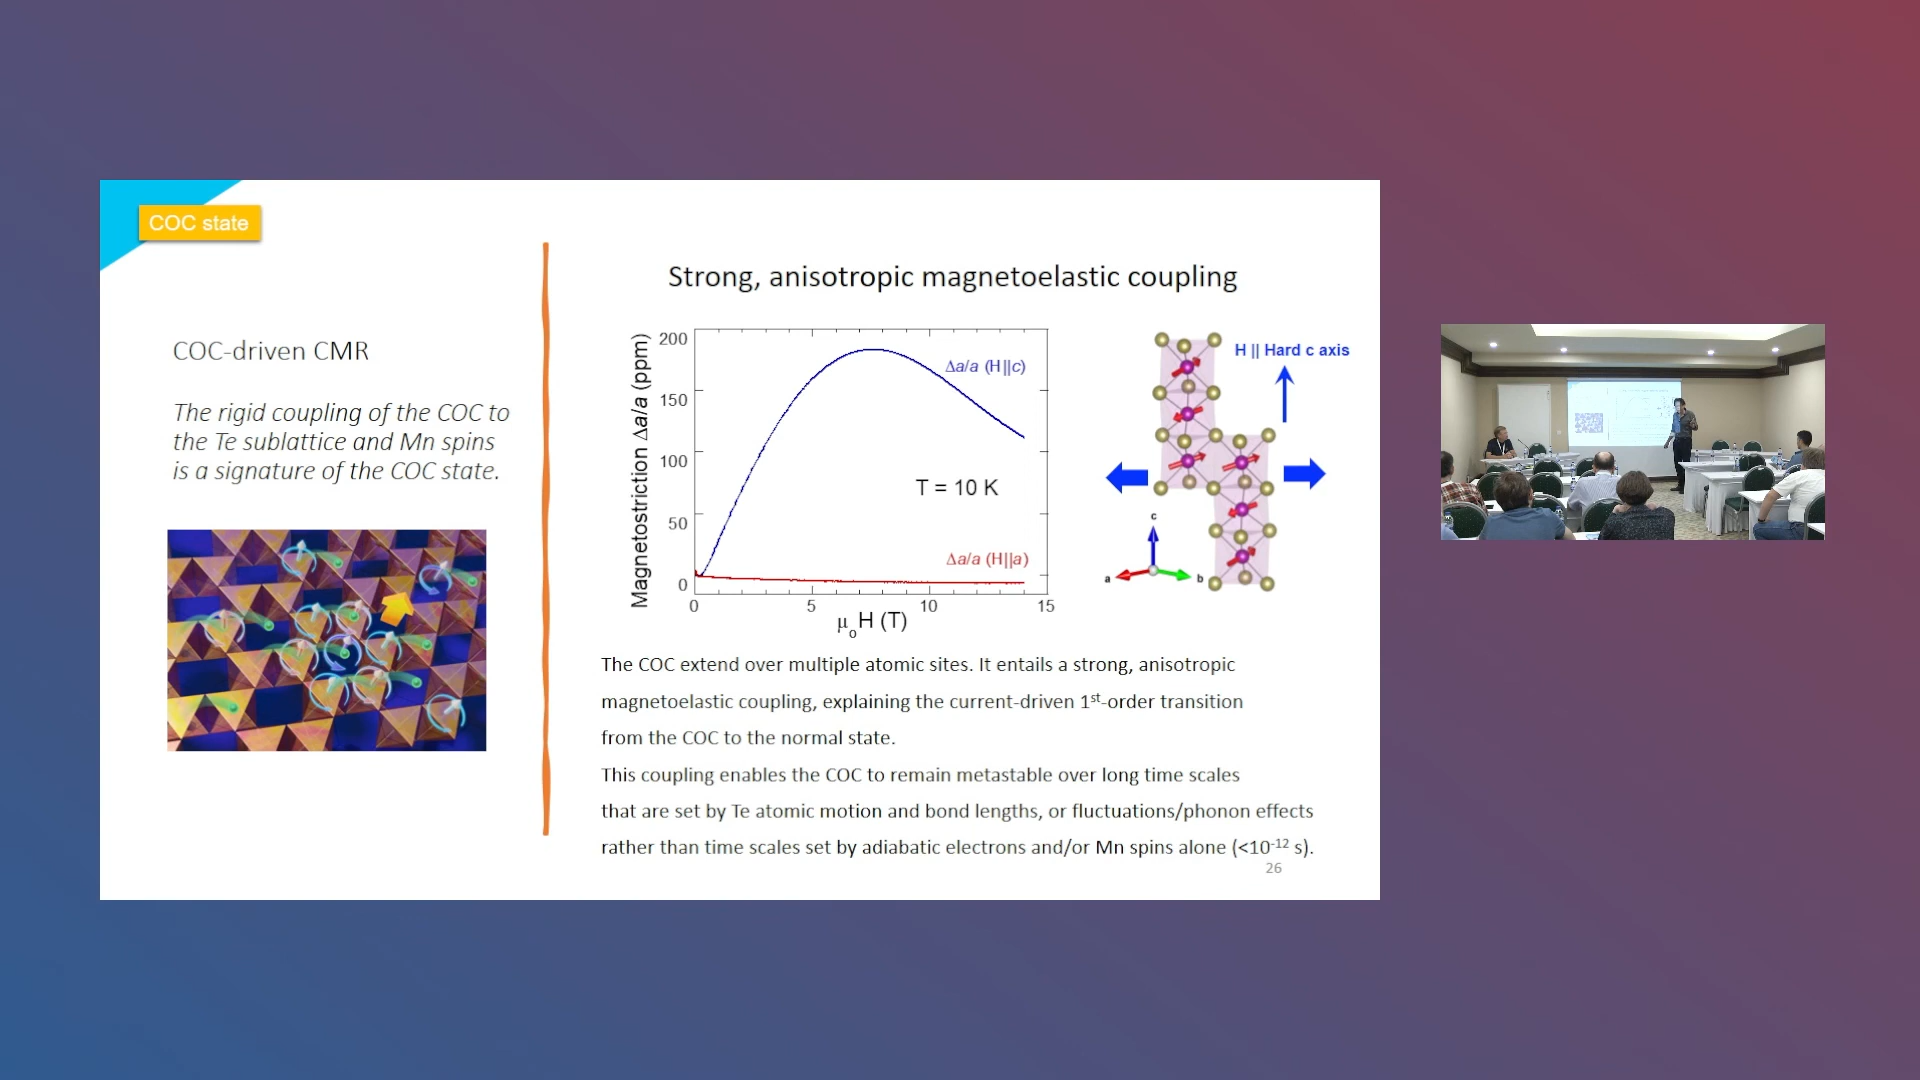 COC state
COC-driven CMR
The rigid coupling of the COC to
the Te sublattice and Mn spins
is a signature of the COC state.
Strong, anisotropic magnetoelastic coupling
Magnetostriction Δa/a (ppm)
200
150
100
50
0
Δa/a (H||c)
T = 10 K
Δa/a (H||a)
0
5
10
15
μoH (T)
H || Hard c axis
c
a
b
The COC extend over multiple atomic sites. It entails a strong, anisotropic
magnetoelastic coupling, explaining the current-driven 1st-order transition
from the COC to the normal state.
This coupling enables the COC to remain metastable over long time scales
that are set by Te atomic motion and bond lengths, or fluctuations/phonon effects
rather than time scales set by adiabatic electrons and/or Mn spins alone (<10-12 s).
26